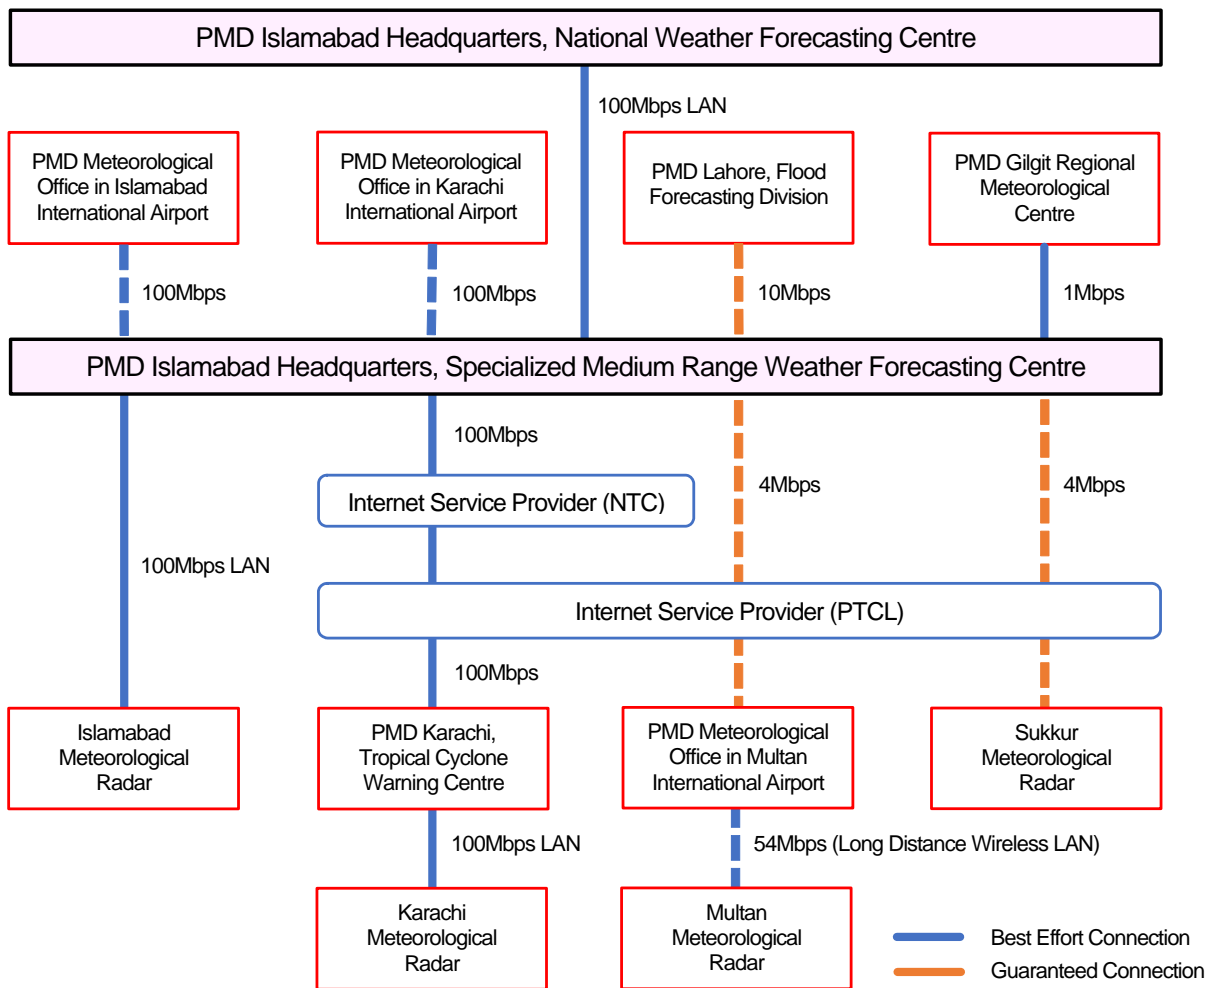 PMD Islamabad Headquarters, National Weather Forecasting Centre
100Mbps LAN
PMD Meteorological
Office in Islamabad
International Airport
PMD Meteorological
Office in Karachi
International Airport
PMD Lahore, Flood
Forecasting Division
PMD Gilgit Regional
Meteorological
Centre
100Mbps
100Mbps
10Mbps
1Mbps
PMD Islamabad Headquarters, Specialized Medium Range Weather Forecasting Centre
100Mbps
Internet Service Provider (NTC)
4Mbps
4Mbps
100Mbps LAN
Internet Service Provider (PTCL)
100Mbps
Islamabad
Meteorological
Radar
PMD Karachi,
Tropical Cyclone
Warning Centre
PMD Meteorological
Office in Multan
International Airport
Sukkur
Meteorological
Radar
100Mbps LAN
54Mbps (Long Distance Wireless LAN)
Karachi
Meteorological
Radar
Multan
Meteorological
Radar
Best Effort Connection
Guaranteed Connection